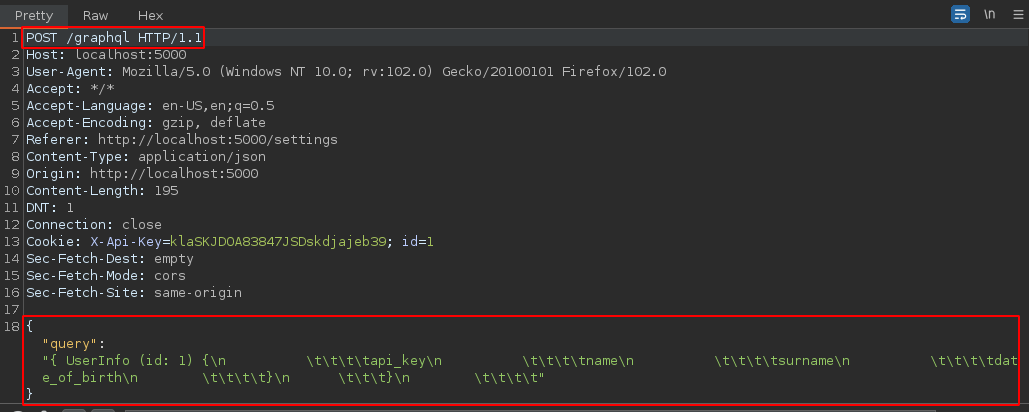 Pretty Raw Hex \n
1 POST /graphql HTTP/1.1
2 Host: localhost:5000
3 User-Agent: Mozilla/5.0 (Windows NT 10.0; rv:102.0) Gecko/20100101 Firefox/102.0
4 Accept: */*
5 Accept-Language: en-US,en;q=0.5
6 Accept-Encoding: gzip, deflate
7 Referer: http://localhost:5000/settings
8 Content-Type: application/json
9 Origin: http://localhost:5000
10 Content-Length: 195
11 DNT: 1
12 Connection: close
13 Cookie: X-Api-Key=klaSKJDOA83847JSDskdjajeb39; id=1
14 Sec-Fetch-Dest: empty
15 Sec-Fetch-Mode: cors
16 Sec-Fetch-Site: same-origin
17
18 {
"query":
"{ UserInfo (id: 1) {\n          \t\t\t\tapi_key\n          \t\t\t\tname\n          \t\t\t\tsurname\n          \t\t\t\tdat
e_of_birth\n        \t\t\t\t}\n      \t\t\t}\n        \t\t\t\t"
}